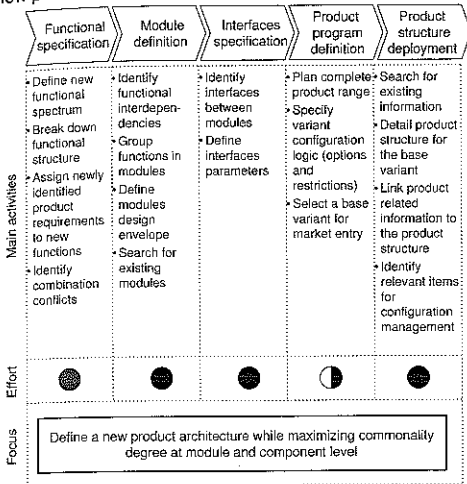 Functional
specification
Module
definition
Interfaces
specification
Product
program
definition
Product
structure
deployment
Main activities
Define new
functional
spectrum
Break down
functional
structure
Assign newly
identified
product
requirements
to new
functions
Identify
combination
conflicts
Identify
functional
interdepen-
dencies
Group
functions in
modules
Define
modules
design
envelope
Search for
existing
modules
Identify
interfaces
between
modules
Define
interfaces
parameters
Plan complete
product range
Specify
variant
configuration
logic (options
and
restrictions)
Select a base
variant for
market entry
Search for
existing
information
Detail product
structure for
the base
variant
Link product
related
information to
the product
structure
Identify
relevant items
for
configuration
management
Effort
Focus
Define a new product architecture while maximizing commonality
degree at module and component level